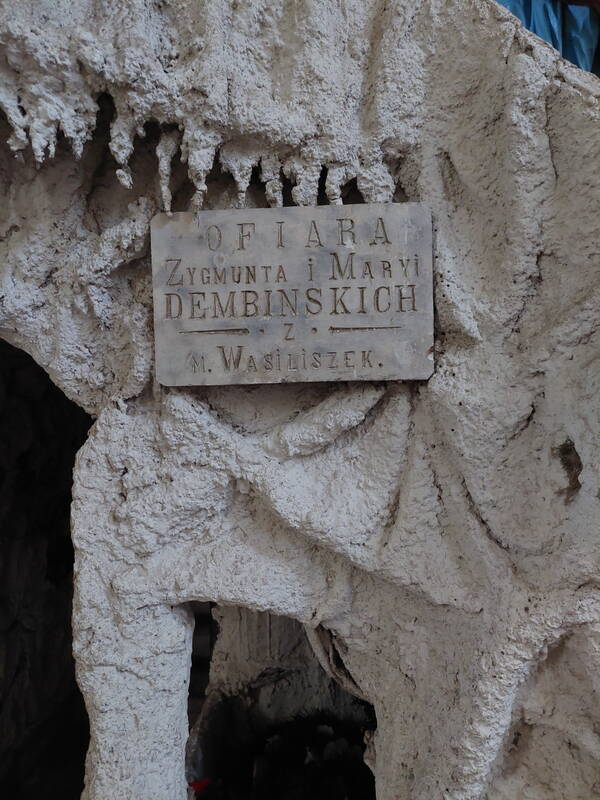 OFIARA
ZYGMUNTA i MARYi
DEMBINSKICH
Z
M. WASiLiSZEK.